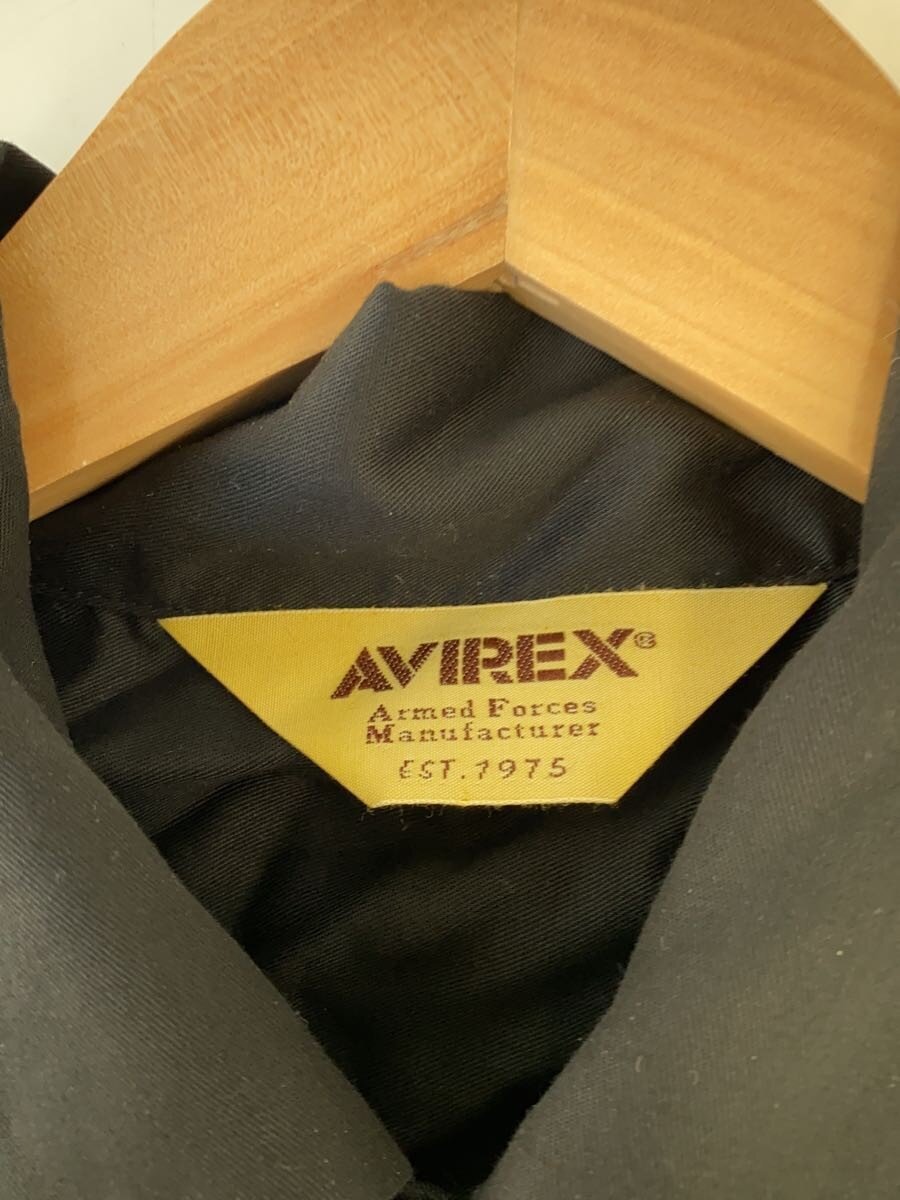 AVIREX®
Armed Forces
Manufacturer
EST.1975